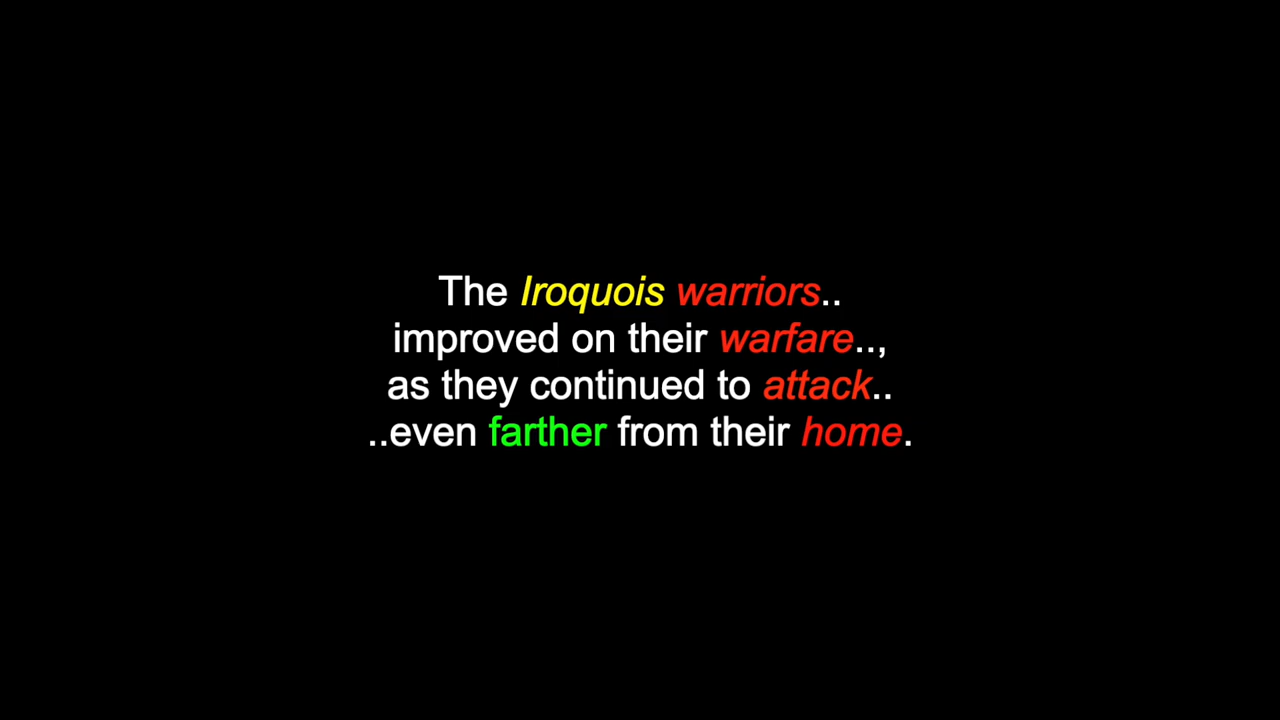 The Iroquois warriors..
improved on their warfare..,
as they continued to attack..
..even farther from their home.